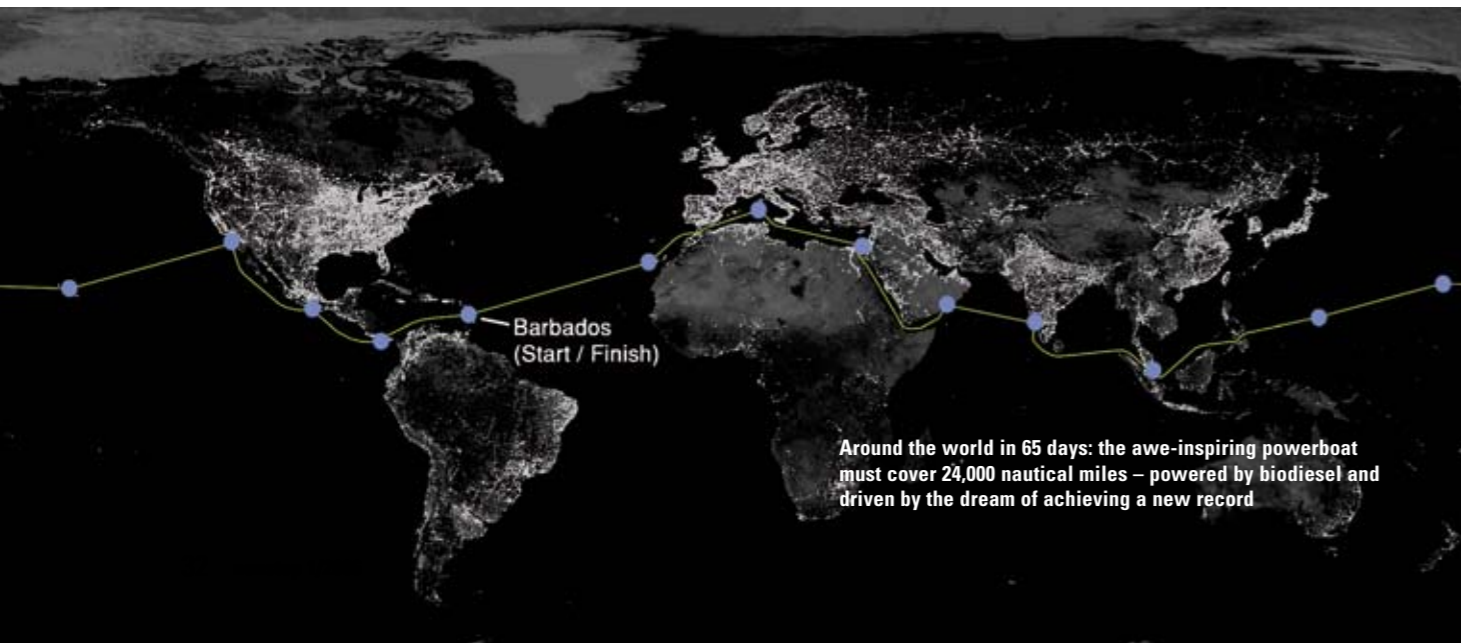 Barbados
(Start / Finish)
Around the world in 65 days: the awe-inspiring powerboat
must cover 24,000 nautical miles – powered by biodiesel and
driven by the dream of achieving a new record